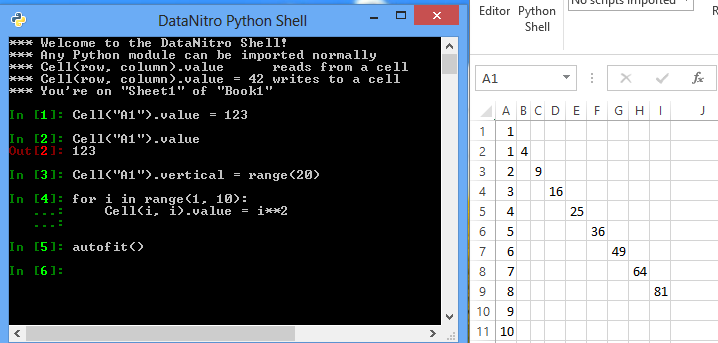 DataNitro Python Shell
*** Welcome to the DataNitro Shell!
*** Any Python module can be imported normally
*** Cell(row, column).value      reads from a cell
*** Cell(row, column).value = 42 writes to a cell
*** You're on "Sheet1" of "Book1"
In [1]: Cell("A1").value = 123
In [2]: Cell("A1").value
Out[2]: 123
In [3]: Cell("A1").vertical = range(20)
In [4]: for i in range(1, 10):
...:     Cell(i, i).value = i**2
...:
In [5]: autofit()
In [6]:
Editor Python Shell
No scripts imported
READ
A1 fx
A B C D E F G H I J
1 1
2 1 4
3 2 9
4 3 16
5 4 25
6 5 36
7 6 49
8 7 64
9 8 81
10 9
11 10